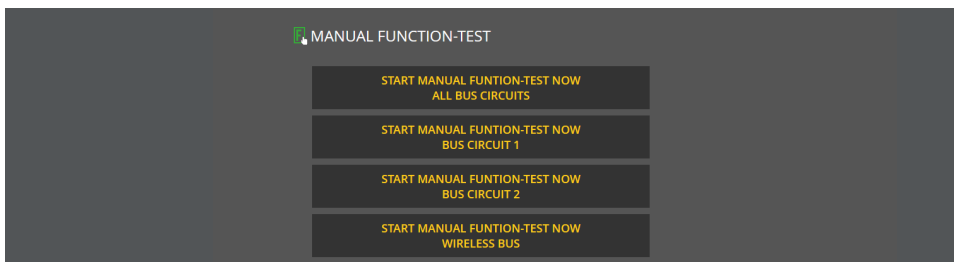 MANUAL FUNCTION-TEST
START MANUAL FUNTION-TEST NOW
ALL BUS CIRCUITS
START MANUAL FUNTION-TEST NOW
BUS CIRCUIT 1
START MANUAL FUNTION-TEST NOW
BUS CIRCUIT 2
START MANUAL FUNTION-TEST NOW
WIRELESS BUS